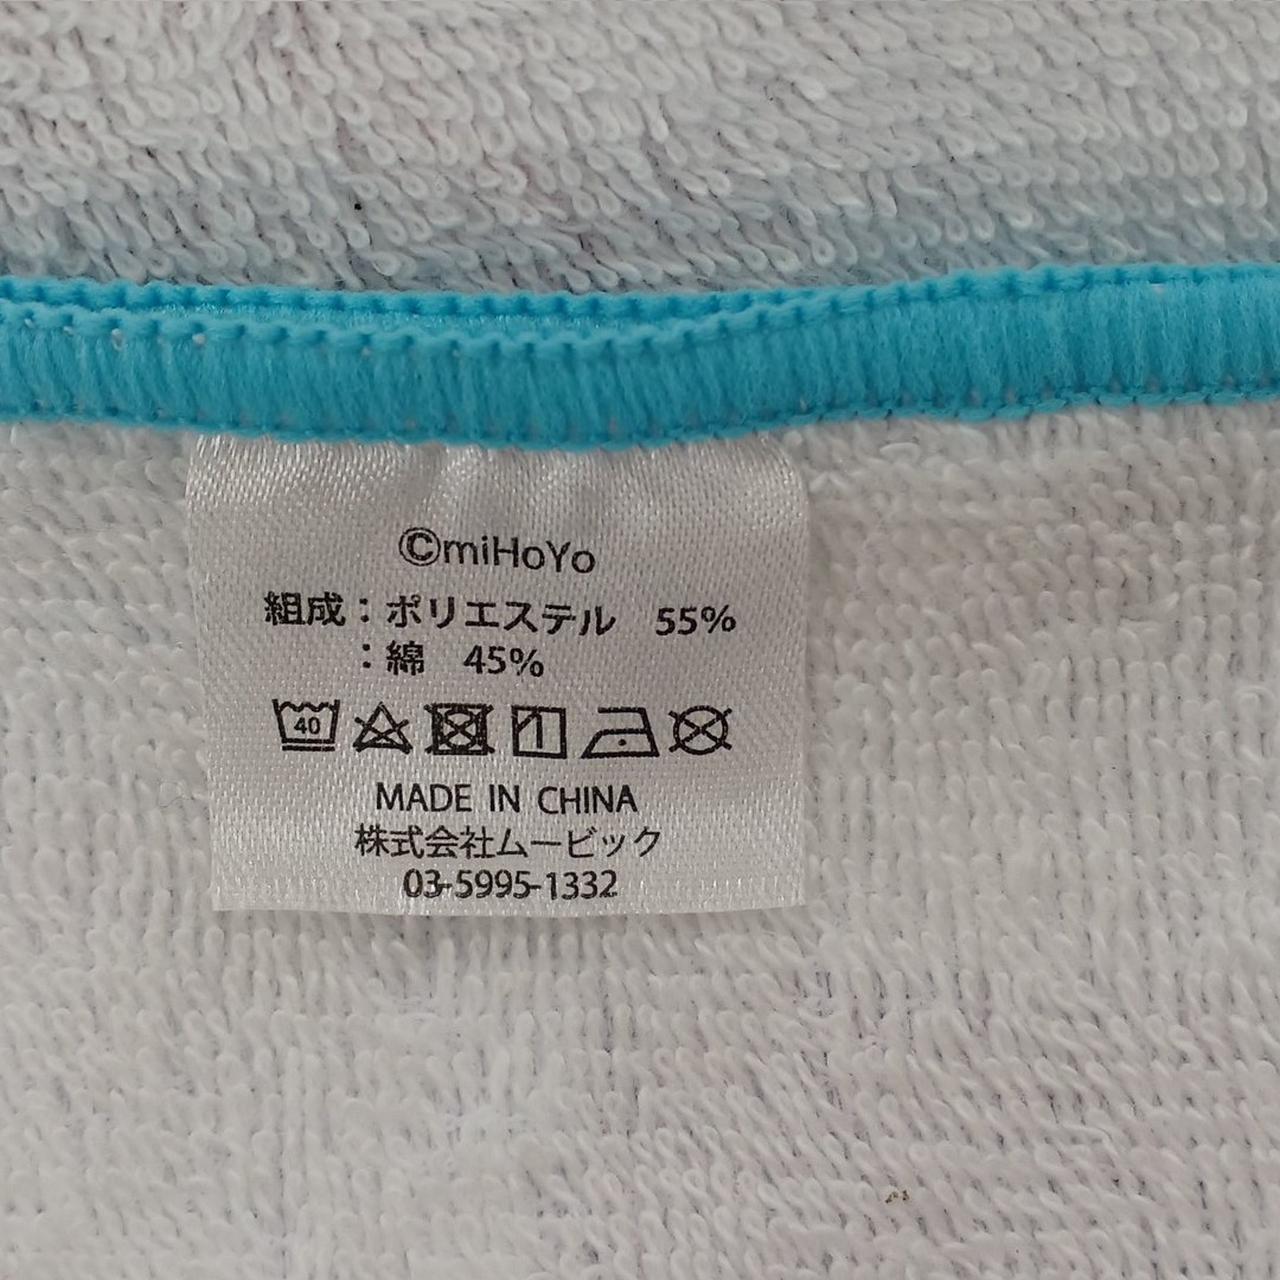 ©miHoYo
組成：ポリエステル　55%
：綿　45%
40
MADE IN CHINA
株式会社ムービック
03-5995-1332